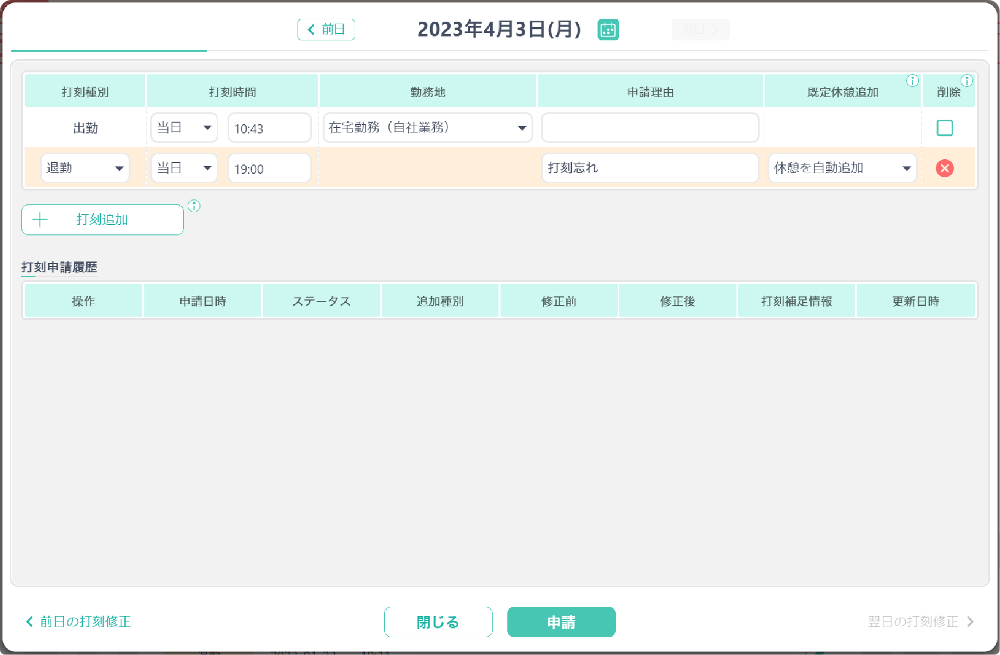 前日
2023年4月3日(月)
翌日
打刻種別 打刻時間 勤務地 申請理由 既定休憩追加 削除
出勤 当日 10:43 在宅勤務（自社業務）
退勤 当日 19:00 打刻忘れ 休憩を自動追加
打刻追加
打刻申請履歴
操作 申請日時 ステータス 追加種別 修正前 修正後 打刻補足情報 更新日時
前日の打刻修正 閉じる 申請 翌日の打刻修正